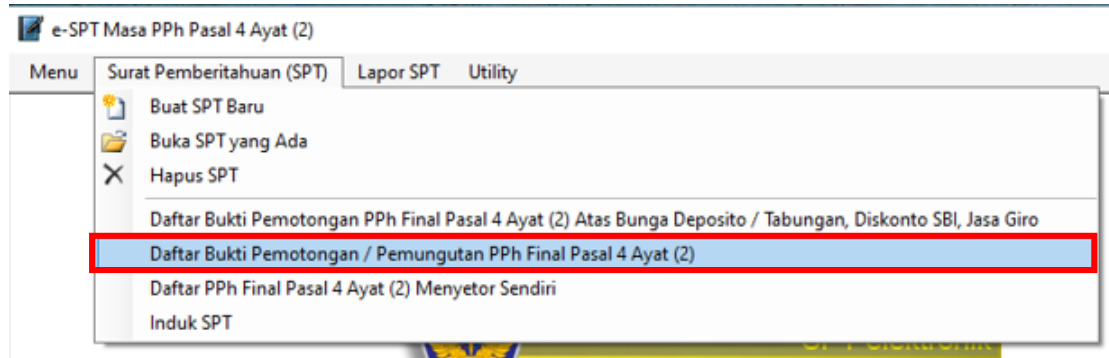 e-SPT Masa PPh Pasal 4 Ayat (2)
Menu Surat Pemberitahuan (SPT) Lapor SPT Utility
Buat SPT Baru
Buka SPT yang Ada
Hapus SPT
Daftar Bukti Pemotongan PPh Final Pasal 4 Ayat (2) Atas Bunga Deposito / Tabungan, Diskonto SBI, Jasa Giro
Daftar Bukti Pemotongan / Pemungutan PPh Final Pasal 4 Ayat (2)
Daftar PPh Final Pasal 4 Ayat (2) Menyetor Sendiri
Induk SPT